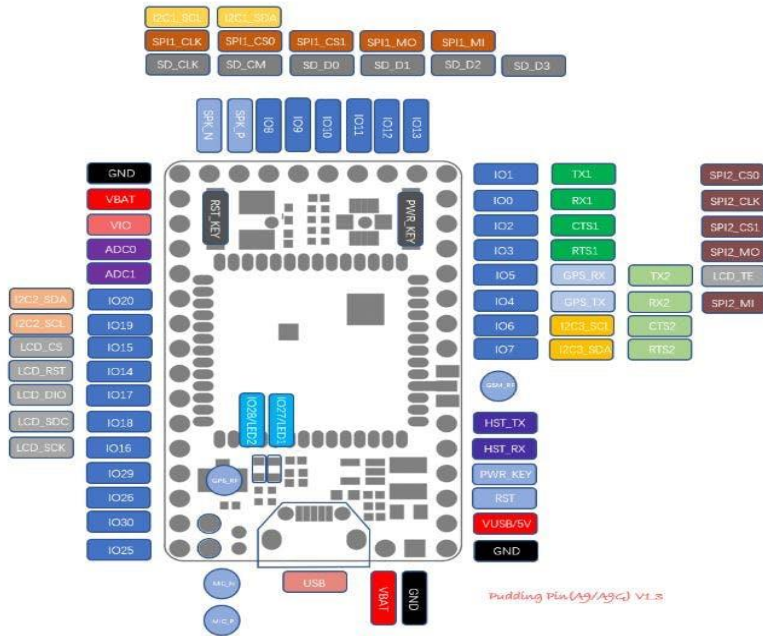 I2C1_SCL I2C1_SDA
SPI1_CLK SPI1_CS0 SPI1_CS1 SPI1_MO SPI1_MI
SD_CLK SD_CM SD_D0 SD_D1 SD_D2 SD_D3
SPK_N SPK_P IO8 IO9 IO10 IO11 IO12 IO13
GND
VBAT
VIO
ADC0
ADC1
I2C2_SDA IO20
I2C2_SCL IO19
LCD_CS IO15
LCD_RST IO14
LCD_DIO IO17
LCD_SDC IO18
LCD_SCK IO16
IO29
IO26
IO30
IO25
RST_KEY PWR_KEY
IO28/LED2 IO27/LED1
GPS_RF
IO1 TX1 SPI2_CS0
IO0 RX1 SPI2_CLK
IO2 CTS1 SPI2_CS1
IO3 RTS1 SPI2_MO
IO5 GPS_RX TX2 LCD_TE
IO4 GPS_TX RX2 SPI2_MI
IO6 I2C3_SCL CTS2
IO7 I2C3_SDA RTS2
GSM_RF
HST_TX
HST_RX
PWR_KEY
RST
VUSB/5V
GND
MIC_N
MIC_P
USB
VBAT GND
Pudding Pin(A9/A9G) V1.3